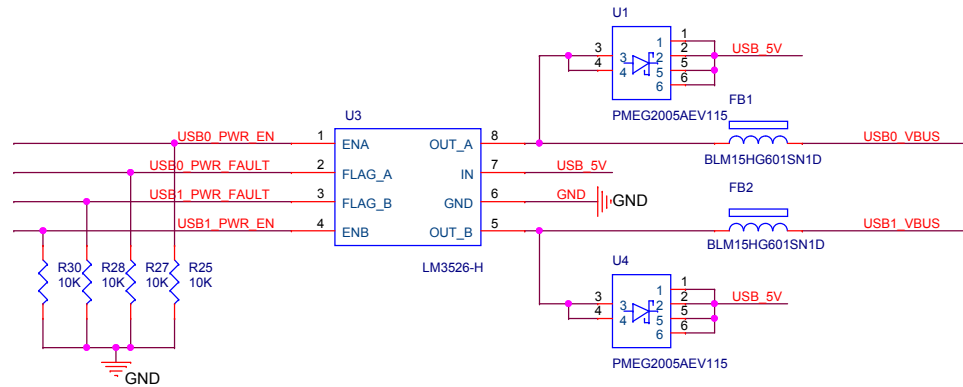 U1
3 3 1 1
4 4 2 2 USB_5V
5 5
6 6
PMEG2005AEV115
FB1
BLM15HG601SN1D
USB0_VBUS
U3
USB0_PWR_EN 1 ENA OUT_A 8
USB0_PWR_FAULT 2 FLAG_A IN 7 USB_5V
USB1_PWR_FAULT 3 FLAG_B GND 6 GND GND
USB1_PWR_EN 4 ENB OUT_B 5
LM3526-H
FB2
BLM15HG601SN1D
USB1_VBUS
R30 R28 R27 R25
10K 10K 10K 10K
GND
U4
3 3 1 1
4 4 2 2 USB_5V
5 5
6 6
PMEG2005AEV115